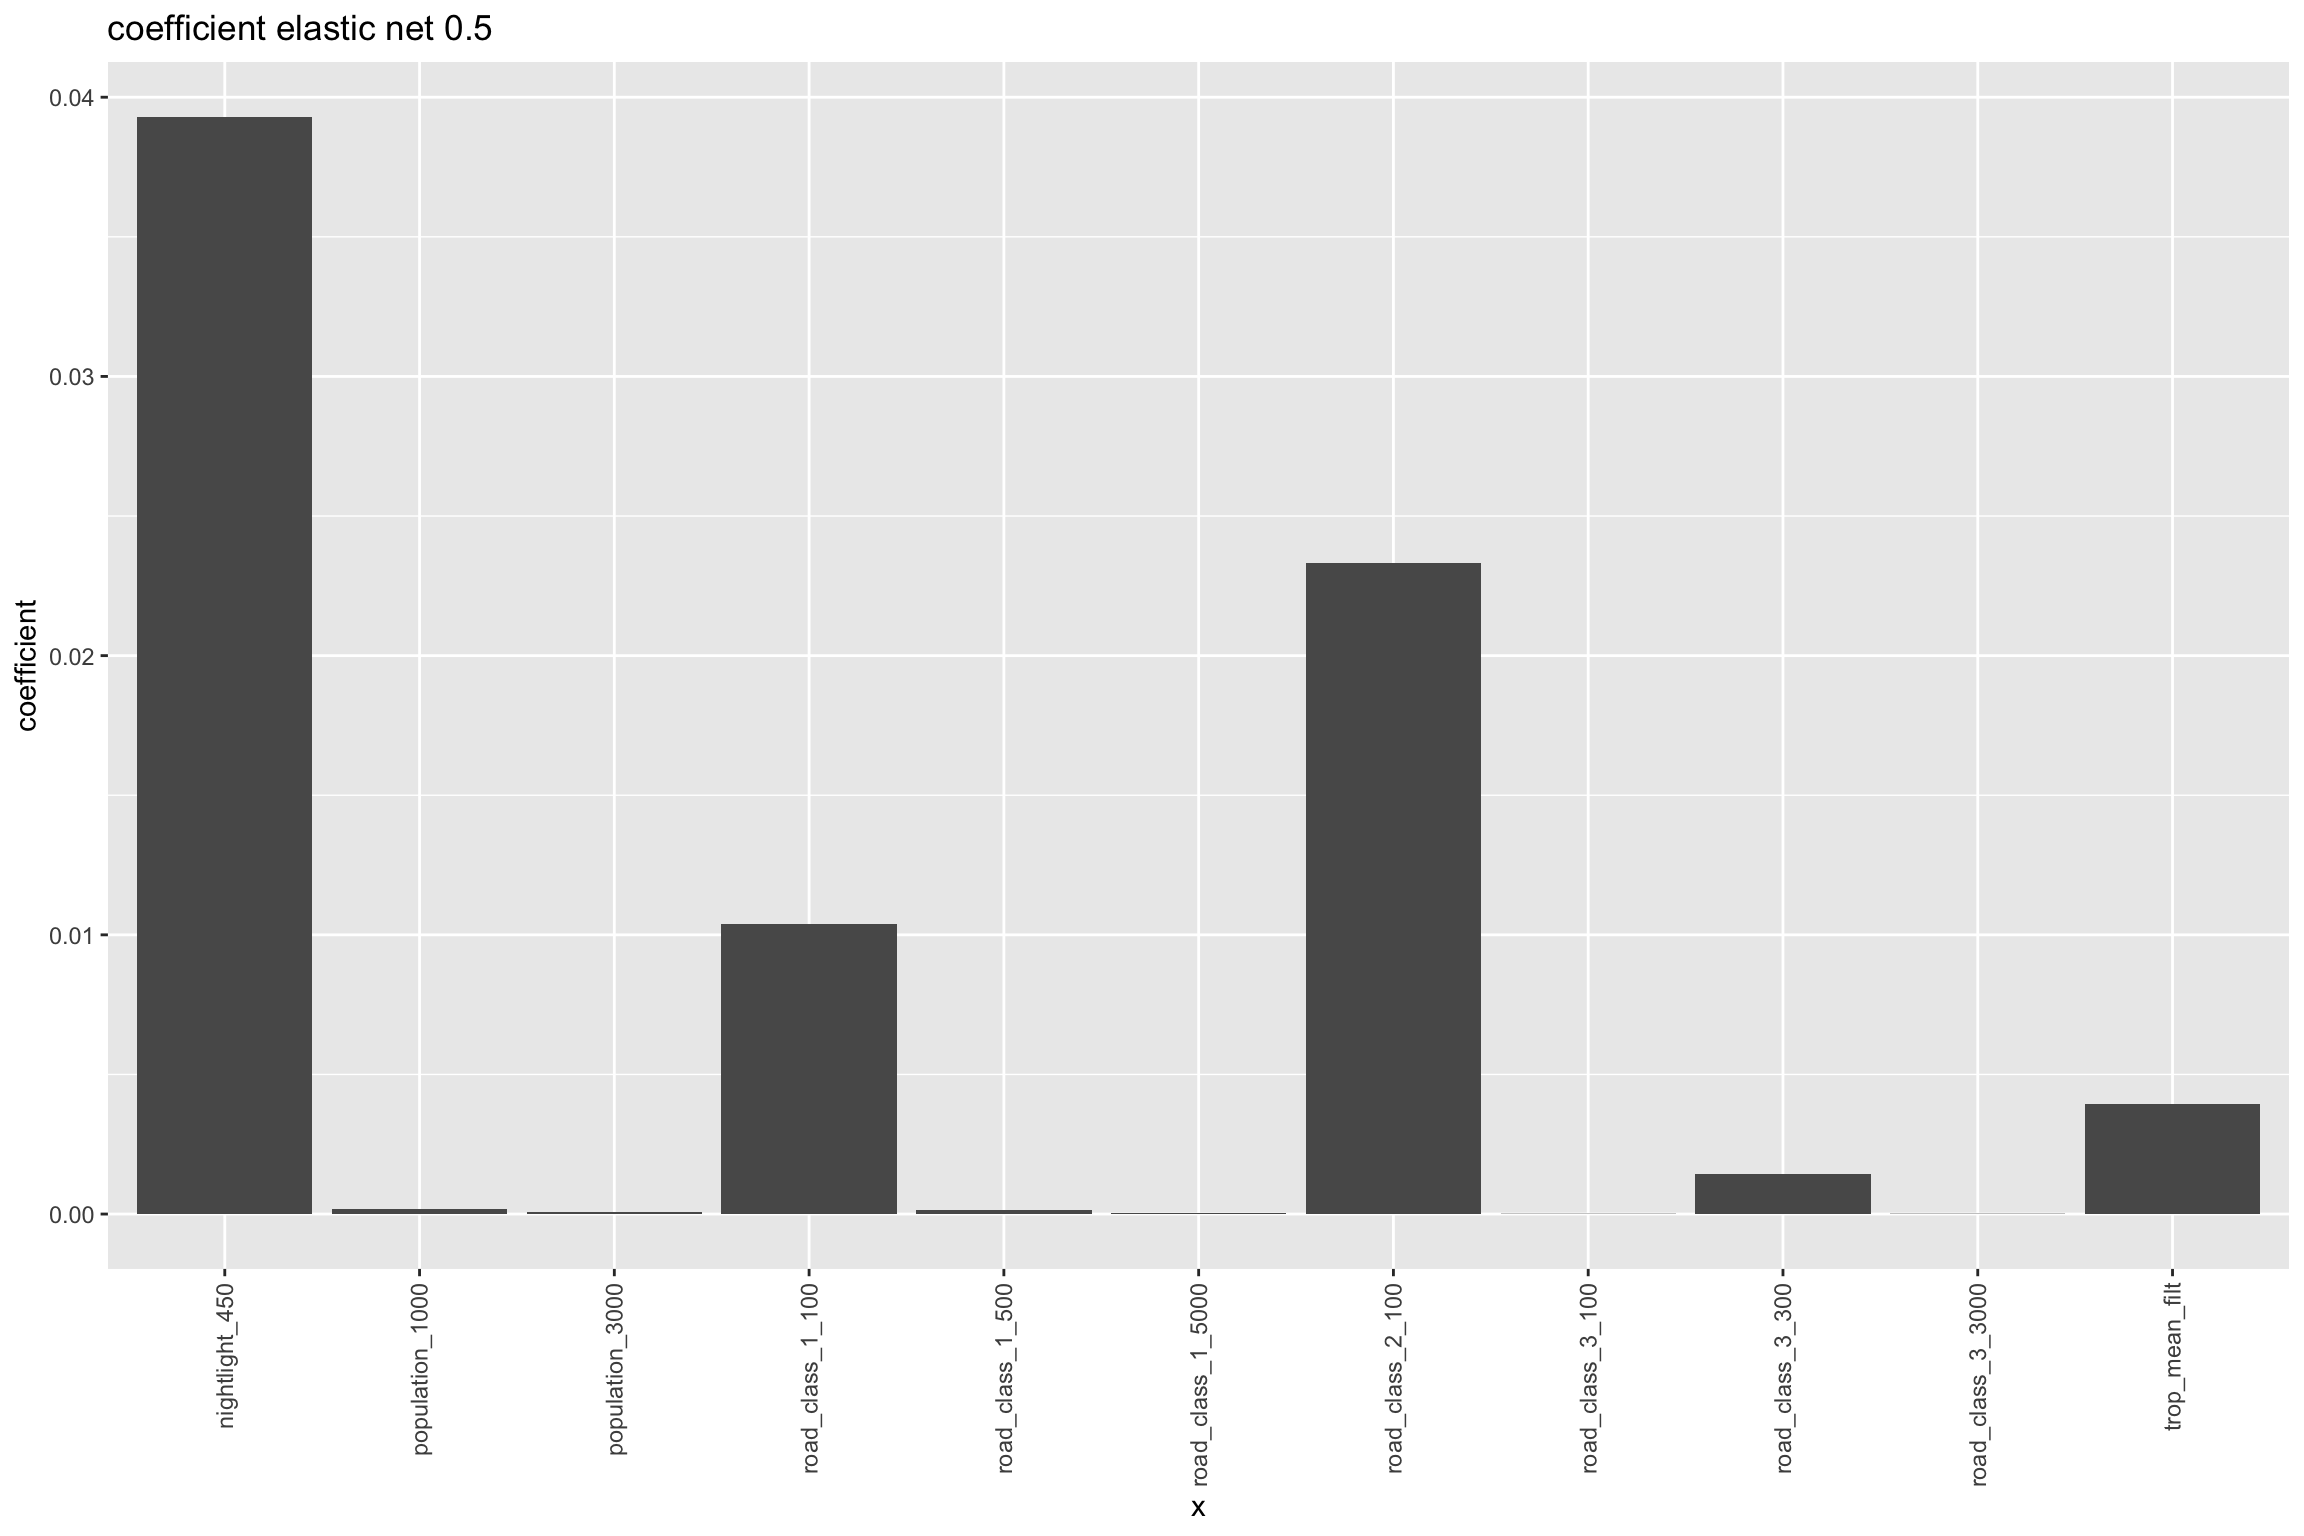 coefficient elastic net 0.5
coefficient
0.04
0.03
0.02
0.01
0.00
nightlight_450
population_1000
population_3000
road_class_1_100
road_class_1_500
road_class_1_5000
road_class_2_100
road_class_3_100
road_class_3_300
road_class_3_3000
trop_mean_filt
x